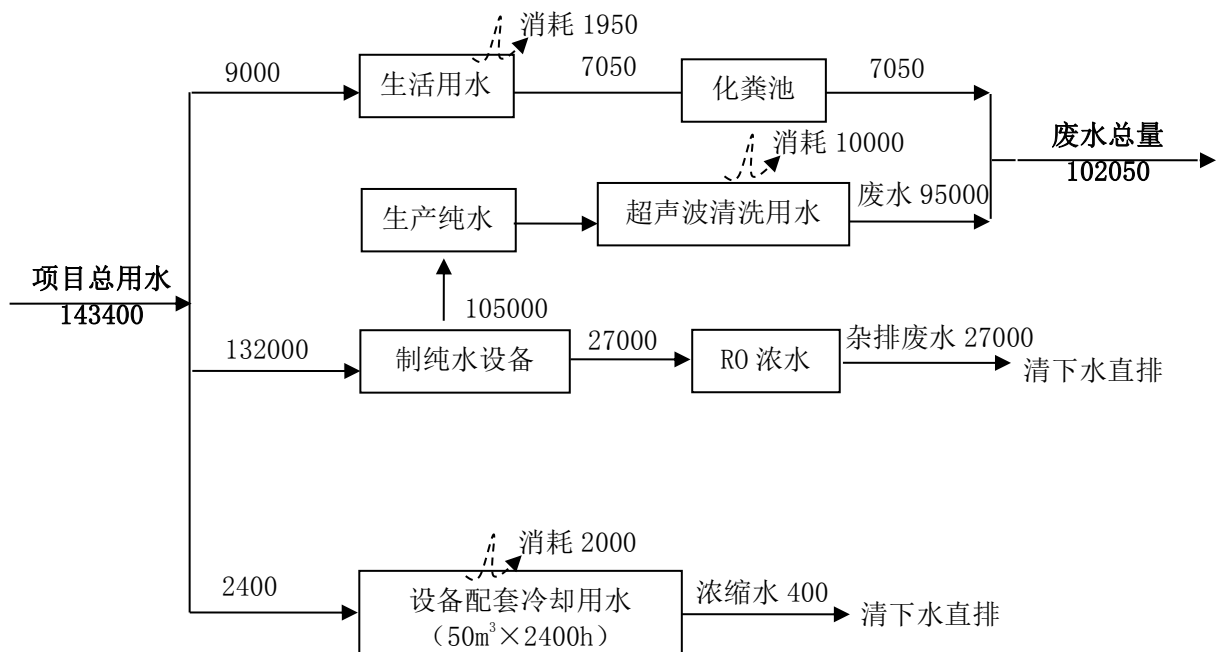 消耗 1950
9000
生活用水
7050
化粪池
7050
消耗 10000
废水总量
102050
生产纯水
超声波清洗用水
废水 95000
项目总用水
143400
105000
132000
制纯水设备
27000
RO 浓水
杂排废水 27000
清下水直排
消耗 2000
2400
设备配套冷却用水
（50m³×2400h）
浓缩水 400
清下水直排